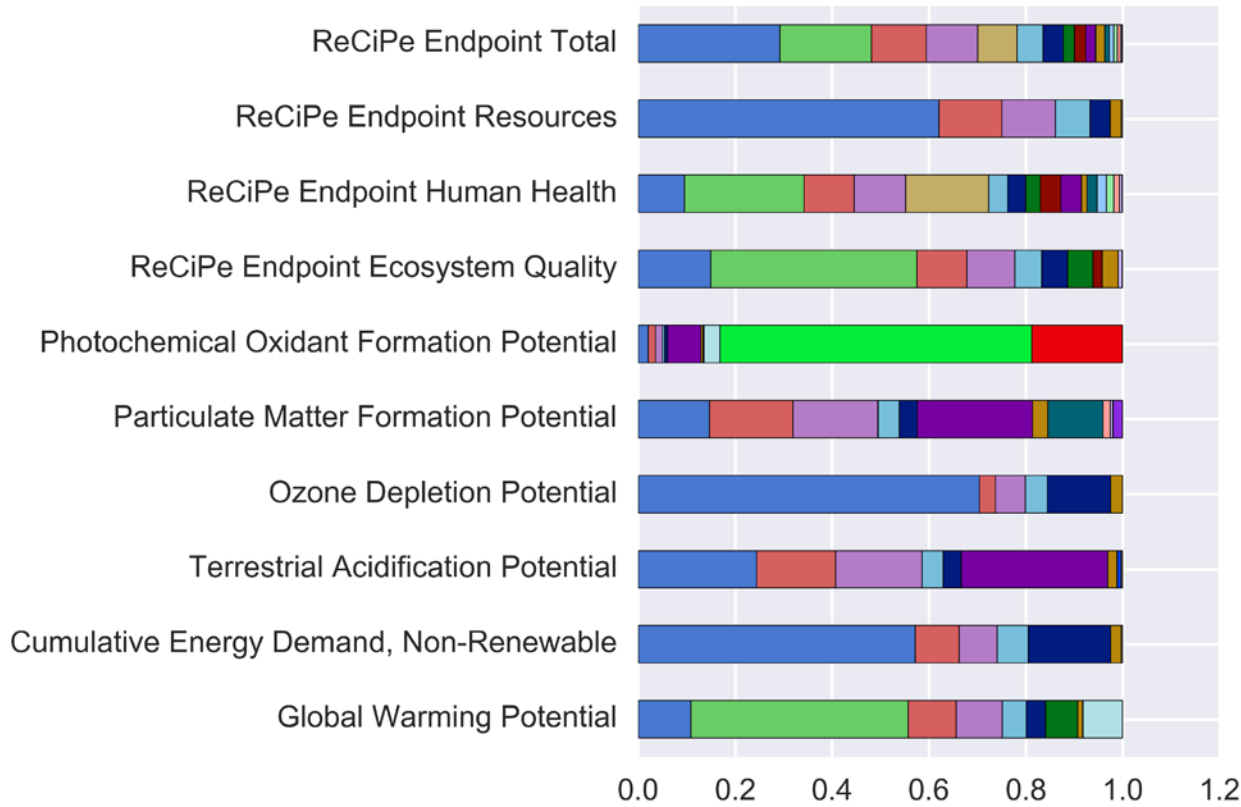 ReCiPe Endpoint Total
ReCiPe Endpoint Resources
ReCiPe Endpoint Human Health
ReCiPe Endpoint Ecosystem Quality
Photochemical Oxidant Formation Potential
Particulate Matter Formation Potential
Ozone Depletion Potential
Terrestrial Acidification Potential
Cumulative Energy Demand, Non-Renewable
Global Warming Potential
0.0 0.2 0.4 0.6 0.8 1.0 1.2